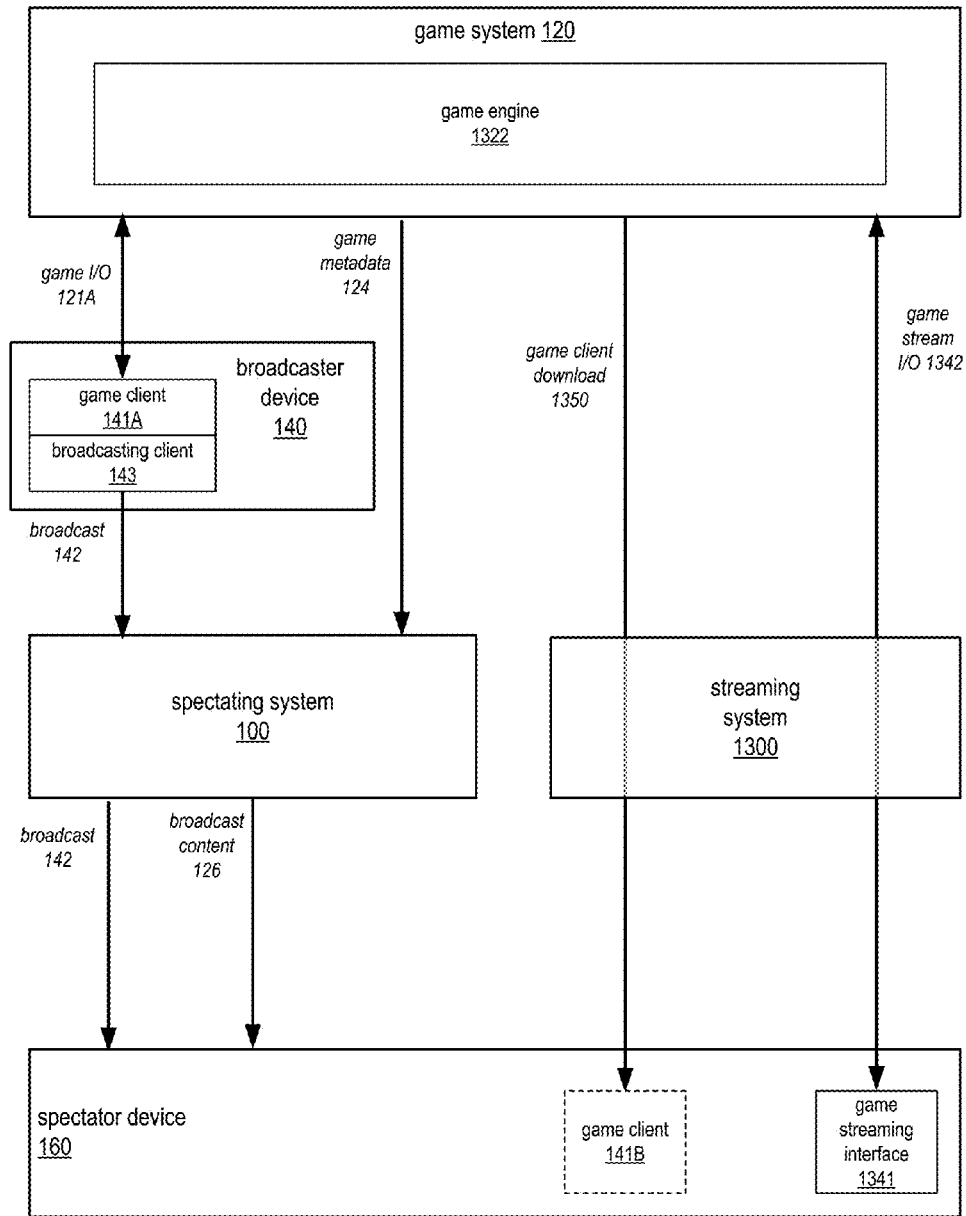 game system 120
game engine
1322
game I/O
121A
game
metadata
124
game client
download
1350
game
stream
I/O 1342
broadcaster
device
140
game client
141A
broadcasting client
143
broadcast
142
spectating system
100
streaming
system
1300
broadcast
142
broadcast
content
126
spectator device
160
game client
141B
game
streaming
interface
1341